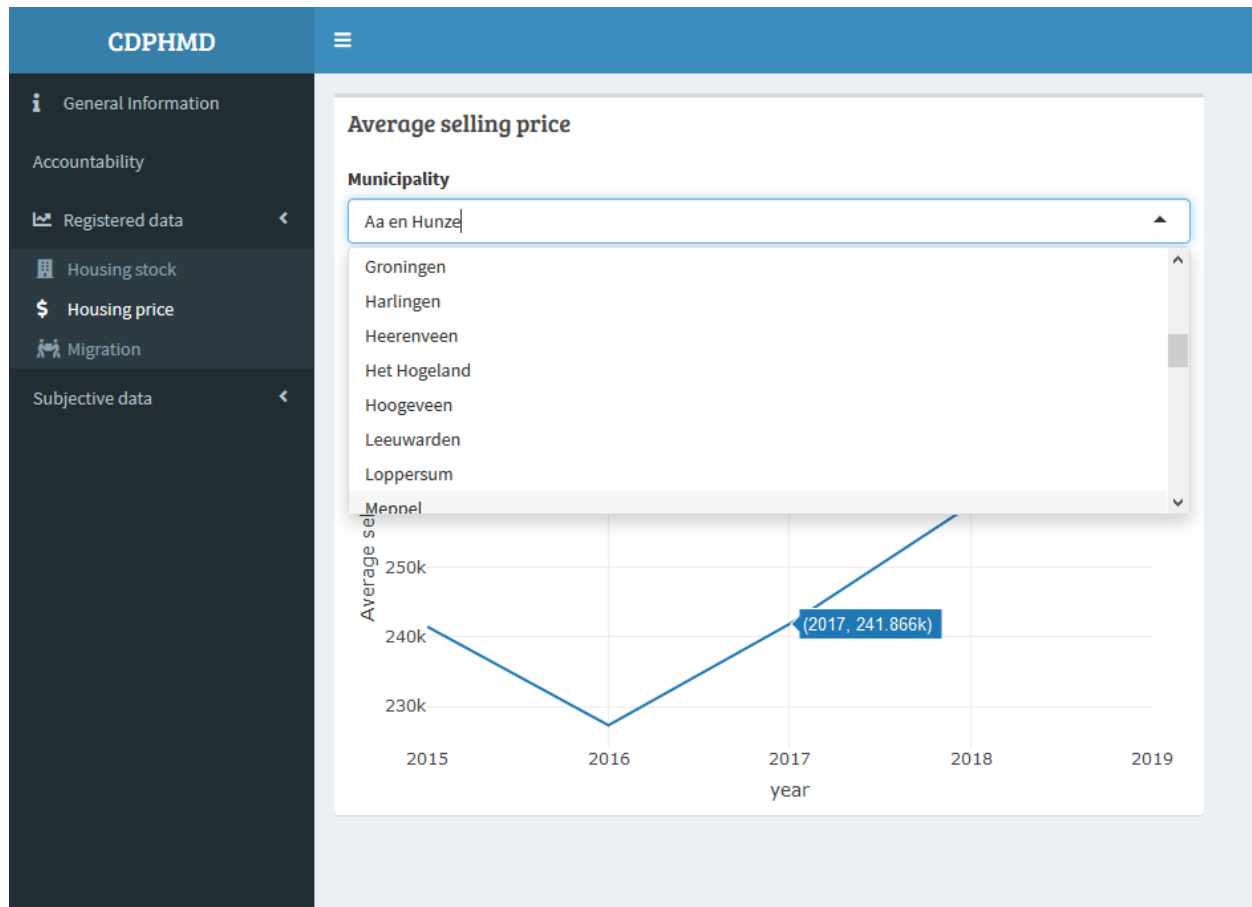 CDPHMD
General Information
Accountability
Registered data
Housing stock
Housing price
Migration
Subjective data
Average selling price
Municipality
Aa en Hunze
Groningen
Harlingen
Heerenveen
Het Hogeland
Hoogeveen
Leeuwarden
Loppersum
Meppel
Average sel
250k
240k
230k
(2017, 241.866k)
2015 2016 2017 2018 2019
year